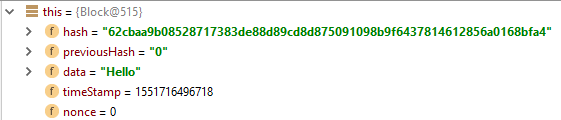 this = {Block@515}
f hash = "62cbaa9b08528717383de88d89cd8d875091098b9f6437814612856a0168bfa4"
f previousHash = "0"
f data = "Hello"
f timeStamp = 1551716496718
f nonce = 0